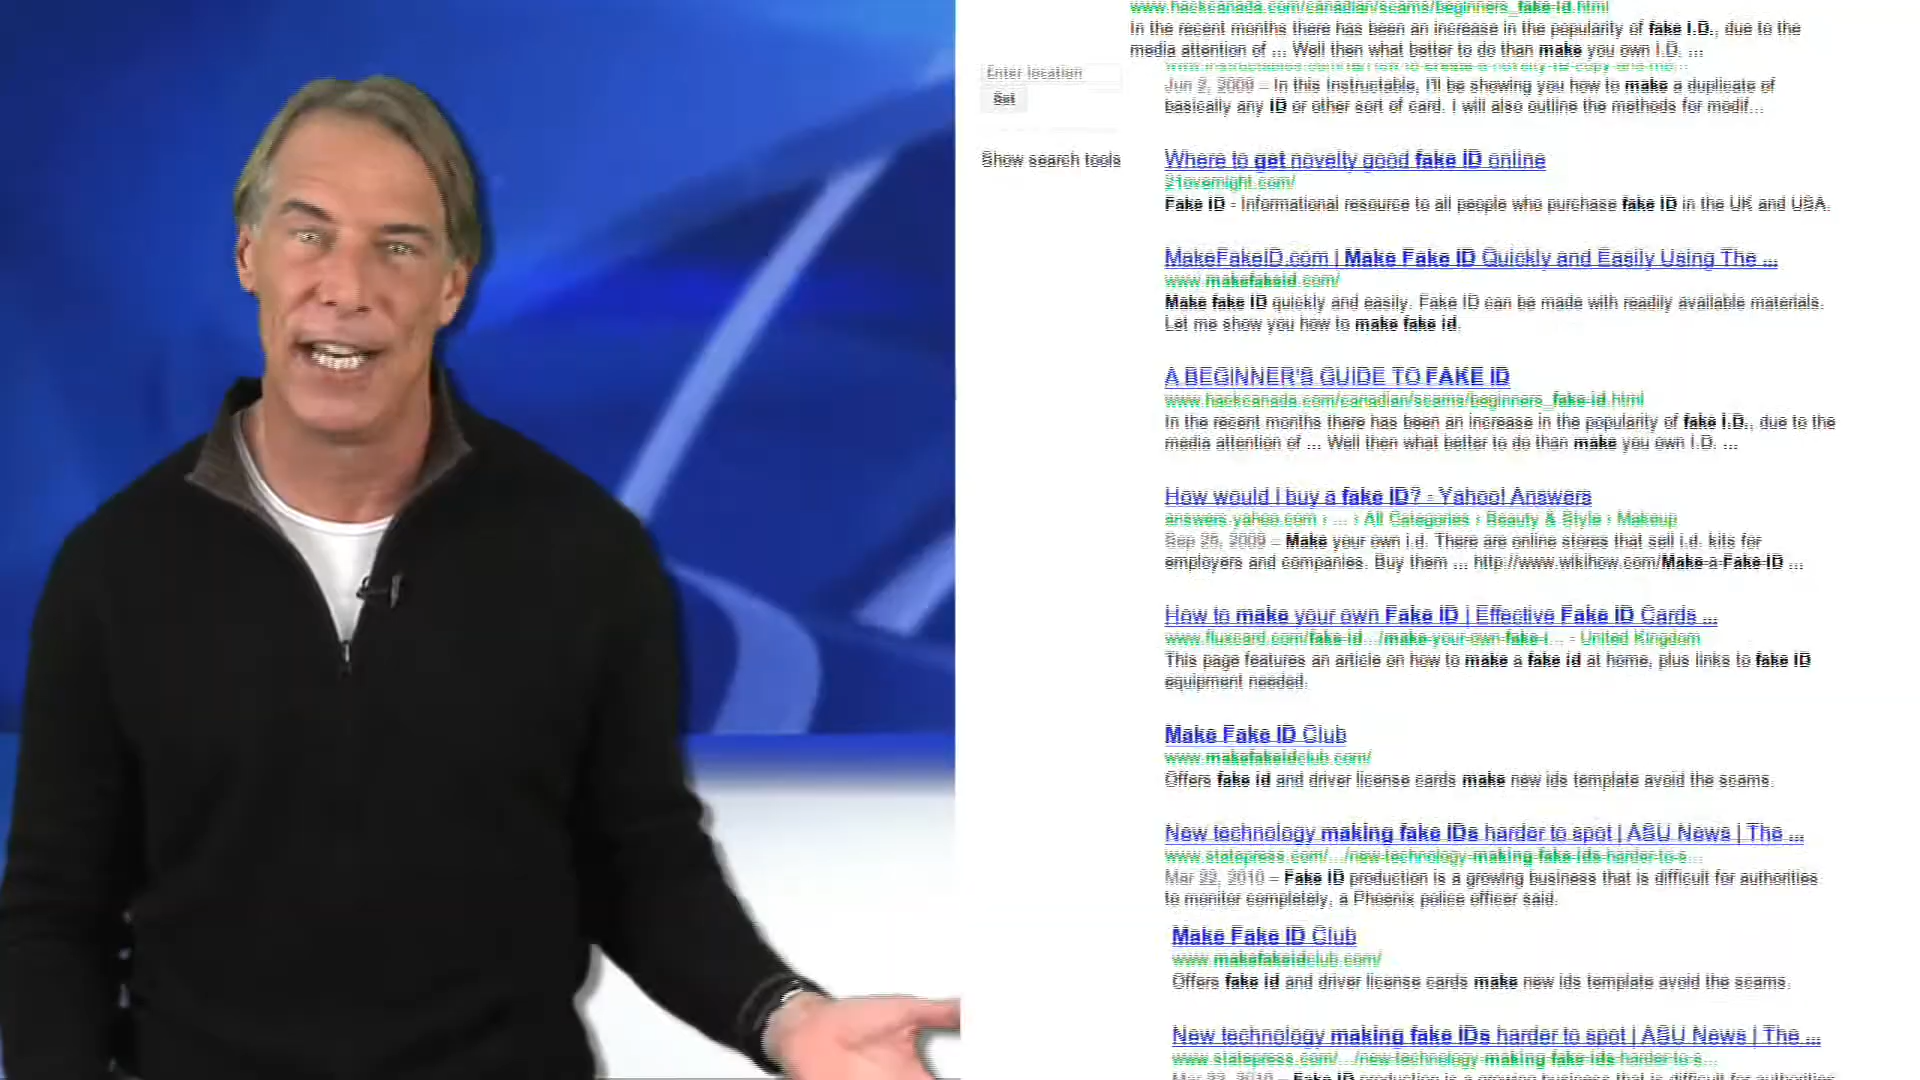 www.hackcanada.com/canadian/scams/beginners_fake-id.html
In the recent months there has been an increase in the popularity of fake I.D., due to the
media attention of ... Well then what better to do than make you own I.D. ...
Enter location
Set
Show search tools
Jun 2, 2009 – In this Instructable, I'll be showing you how to make a duplicate of
basically any ID or other sort of card. I will also outline the methods for modif...
Where to get novelty good fake ID online
21overnight.com/
Fake ID - Informational resource to all people who purchase fake ID in the UK and USA.
MakeFakeID.com | Make Fake ID Quickly and Easily Using The ...
www.makefakeid.com/
Make fake ID quickly and easily. Fake ID can be made with readily available materials.
Let me show you how to make fake id.
A BEGINNER'S GUIDE TO FAKE ID
www.hackcanada.com/canadian/scams/beginners_fake-id.html
In the recent months there has been an increase in the popularity of fake I.D., due to the
media attention of ... Well then what better to do than make you own I.D. ...
How would I buy a fake ID? - Yahoo! Answers
answers.yahoo.com › ... › All Categories › Beauty & Style › Makeup
Sep 25, 2009 – Make your own i.d. There are online stores that sell i.d. kits for
employers and companies. Buy them ... http://www.wikihow.com/Make-a-Fake-ID ...
How to make your own Fake ID | Effective Fake ID Cards ...
www.fluxcard.com/fake-id.../make-your-own-fake-i... - United Kingdom
This page features an article on how to make a fake id at home, plus links to fake ID
equipment needed.
Make Fake ID Club
www.makefakeidclub.com/
Offers fake id and driver license cards make new ids template avoid the scams.
New technology making fake IDs harder to spot | ASU News | The ...
www.statepress.com/.../new-technology-making-fake-ids-harder-to-s...
Mar 22, 2010 – Fake ID production is a growing business that is difficult for authorities
to monitor completely, a Phoenix police officer said.
Make Fake ID Club
www.makefakeidclub.com/
Offers fake id and driver license cards make new ids template avoid the scams.
New technology making fake IDs harder to spot | ASU News | The ...
www.statepress.com/.../new-technology-making-fake-ids-harder-to-s...
Mar 22, 2010 – Fake ID production is a growing business that is difficult for authorities